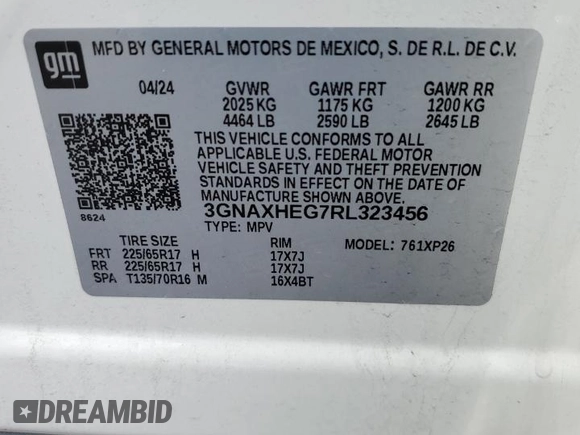 gm
MFD BY GENERAL MOTORS DE MEXICO, S. DE R.L. DE C.V.
04/24 GVWR GAWR FRT GAWR RR
2025 KG 1175 KG 1200 KG
4464 LB 2590 LB 2645 LB
THIS VEHICLE CONFORMS TO ALL
APPLICABLE U.S. FEDERAL MOTOR
VEHICLE SAFETY AND THEFT PREVENTION
STANDARDS IN EFFECT ON THE DATE OF
MANUFACTURE SHOWN ABOVE.
8624
3GNAXHEG7RL323456
TYPE: MPV
TIRE SIZE RIM MODEL: 761XP26
FRT 225/65R17 H 17X7J
RR 225/65R17 H 17X7J
SPA T135/70R16 M 16X4BT
DREAMBID